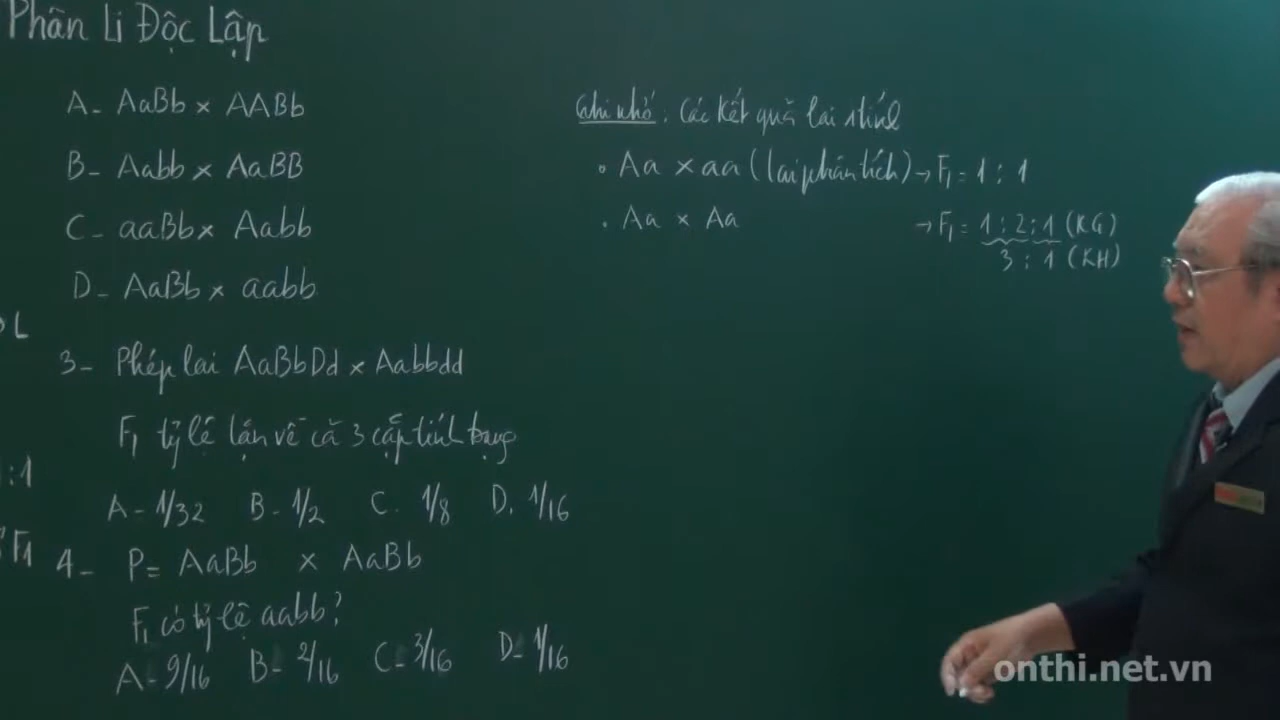 Phân Li Độc Lập
A- AaBb × AABb
B- Aabb × AaBB
C- aaBb × Aabb
D- AaBb × aabb
L
3- Phép lai AaBbDd × Aabbdd
F1 tỷ lệ lặn về cả 3 cặp tính trạng
:1
A- 1/32 B- 1/2 C. 1/8 D. 1/16
F1
4- P= AaBb × AaBb
F1 có tỷ lệ aabb?
A- 9/16 B- 2/16 C- 3/16 D- 1/16
Ghi nhớ: Các kết quả lai 1 tính
• Aa × aa (lai phân tích) → F1 = 1 : 1
• Aa × Aa → F1 = 1 : 2 : 1 (KG)
3 : 1 (KH)
onthi.net.vn